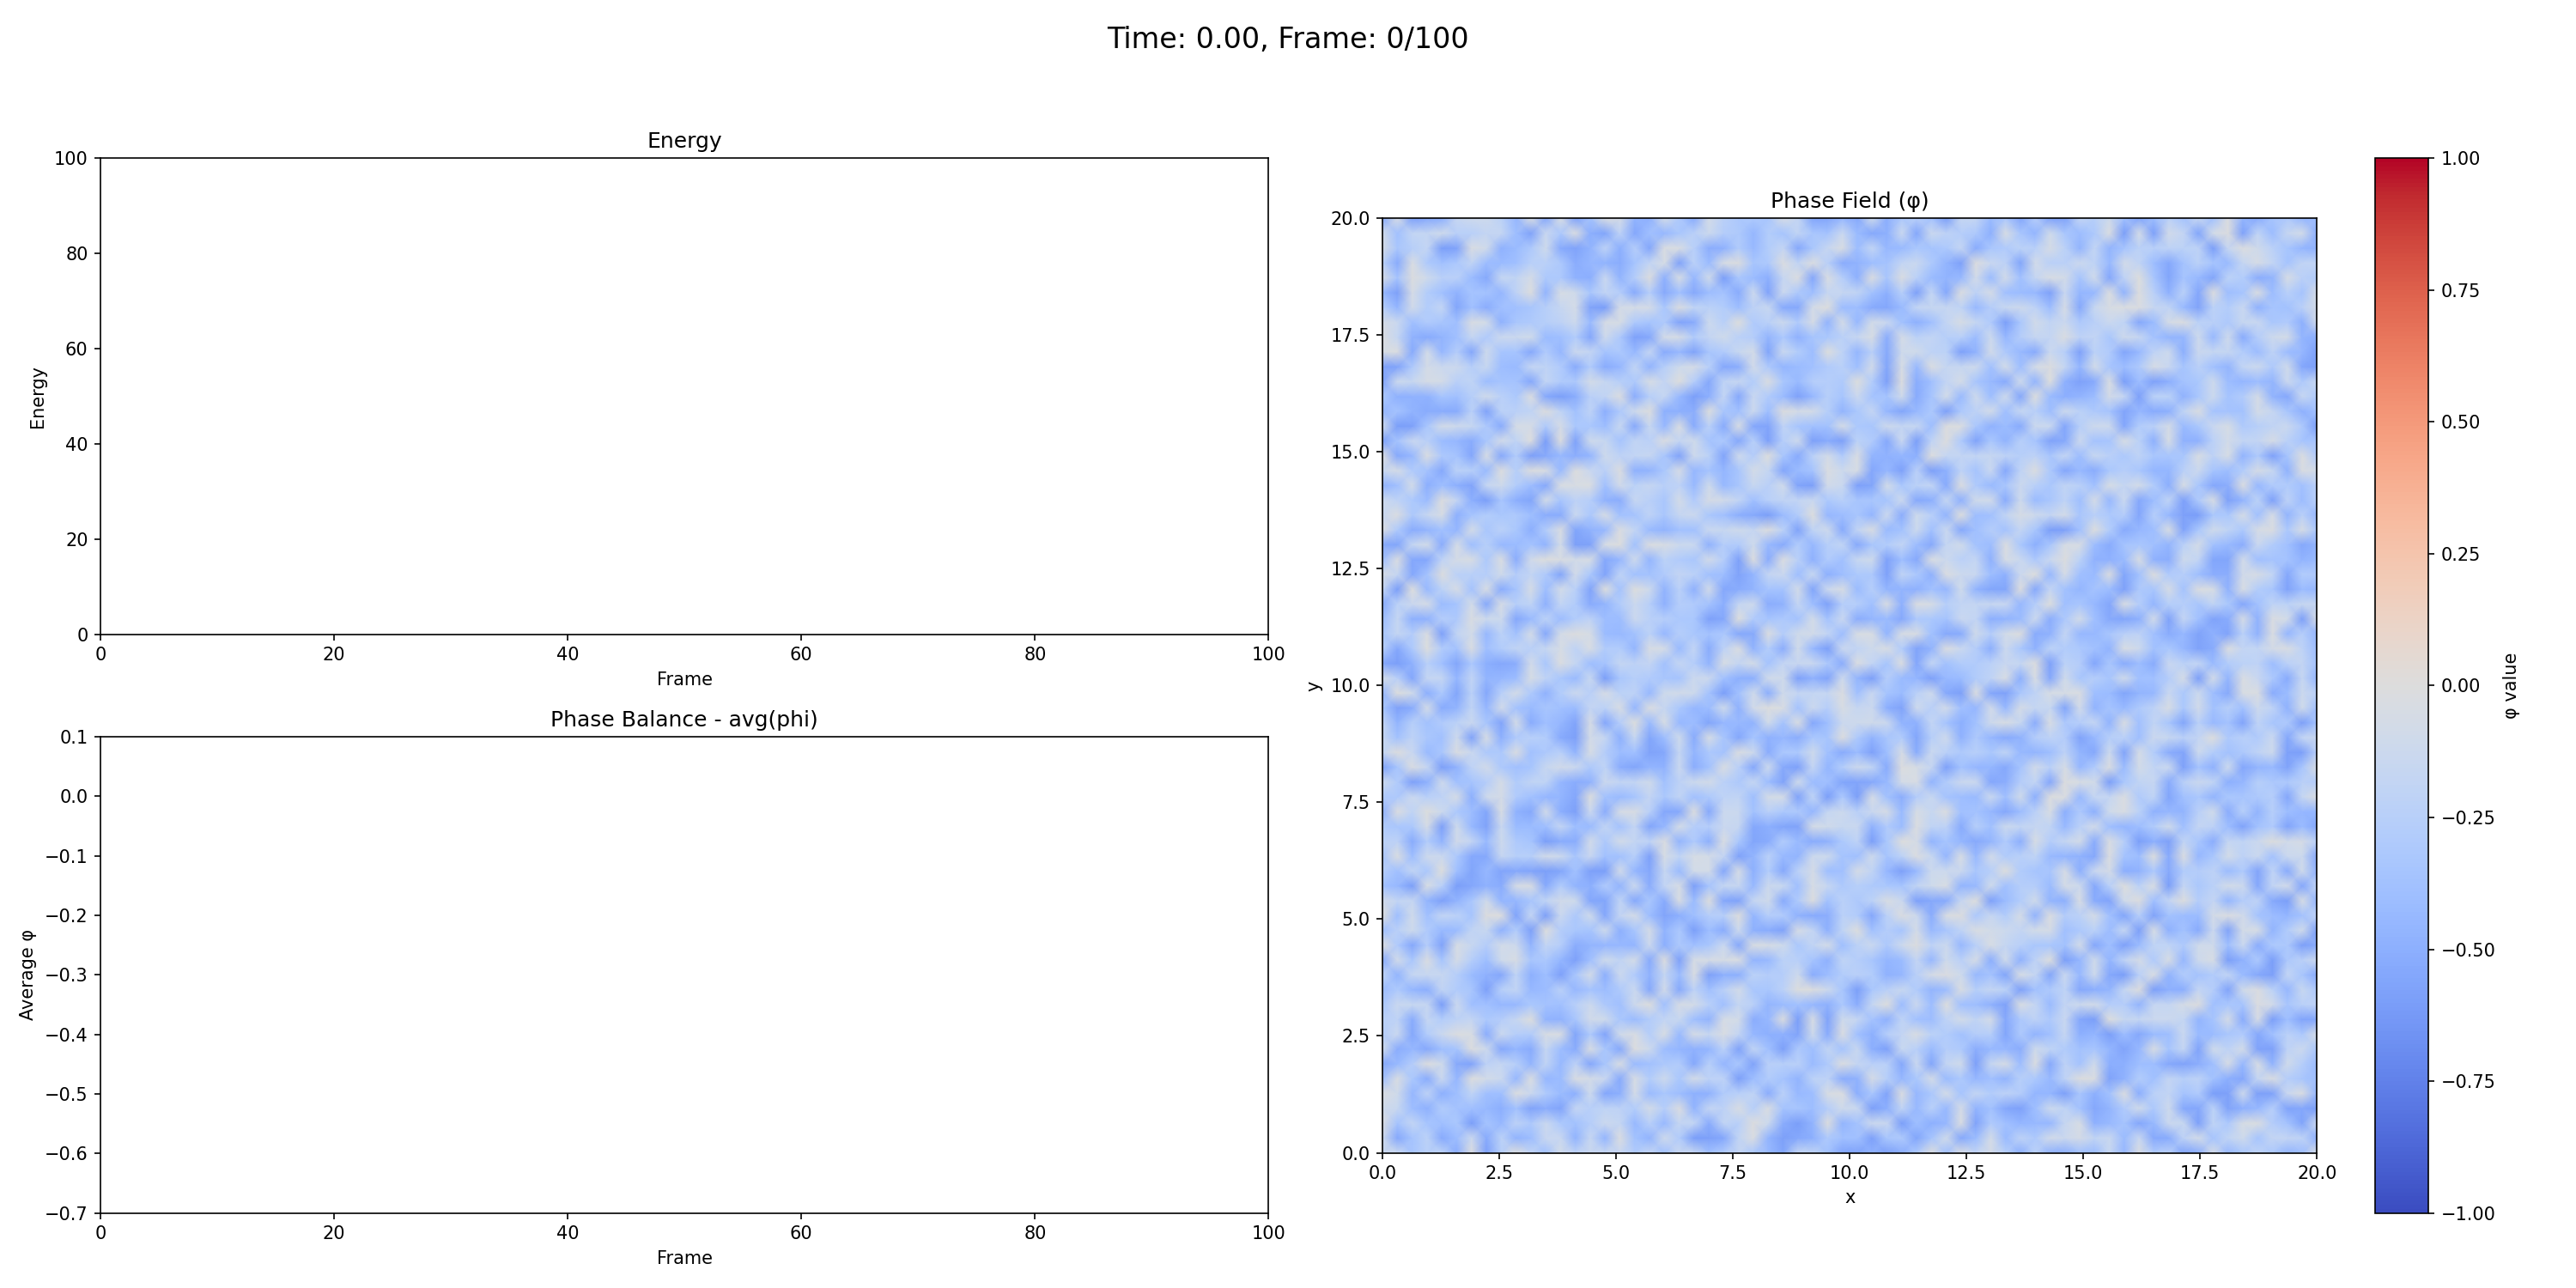 Time: 0.00, Frame: 0/100
Energy
100
80
60
40
20
0
Energy
0 20 40 60 80 100
Frame
Phase Balance - avg(phi)
0.1
0.0
−0.1
−0.2
−0.3
−0.4
−0.5
−0.6
−0.7
Average φ
0 20 40 60 80 100
Frame
Phase Field (φ)
20.0
17.5
15.0
12.5
10.0
7.5
5.0
2.5
0.0
y
0.0 2.5 5.0 7.5 10.0 12.5 15.0 17.5 20.0
x
1.00
0.75
0.50
0.25
0.00
−0.25
−0.50
−0.75
−1.00
φ value